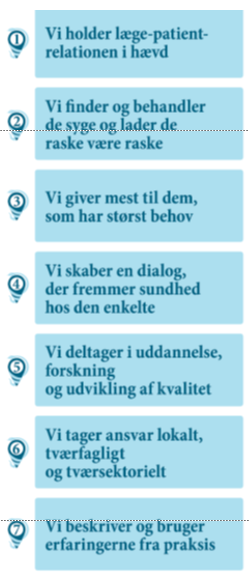 1
Vi holder læge-patient-
relationen i hævd
2
Vi finder og behandler
de syge og lader de
raske være raske
3
Vi giver mest til dem,
som har størst behov
4
Vi skaber en dialog,
der fremmer sundhed
hos den enkelte
5
Vi deltager i uddannelse,
forskning
og udvikling af kvalitet
6
Vi tager ansvar lokalt,
tværfagligt
og tværsektorielt
7
Vi beskriver og bruger
erfaringerne fra praksis